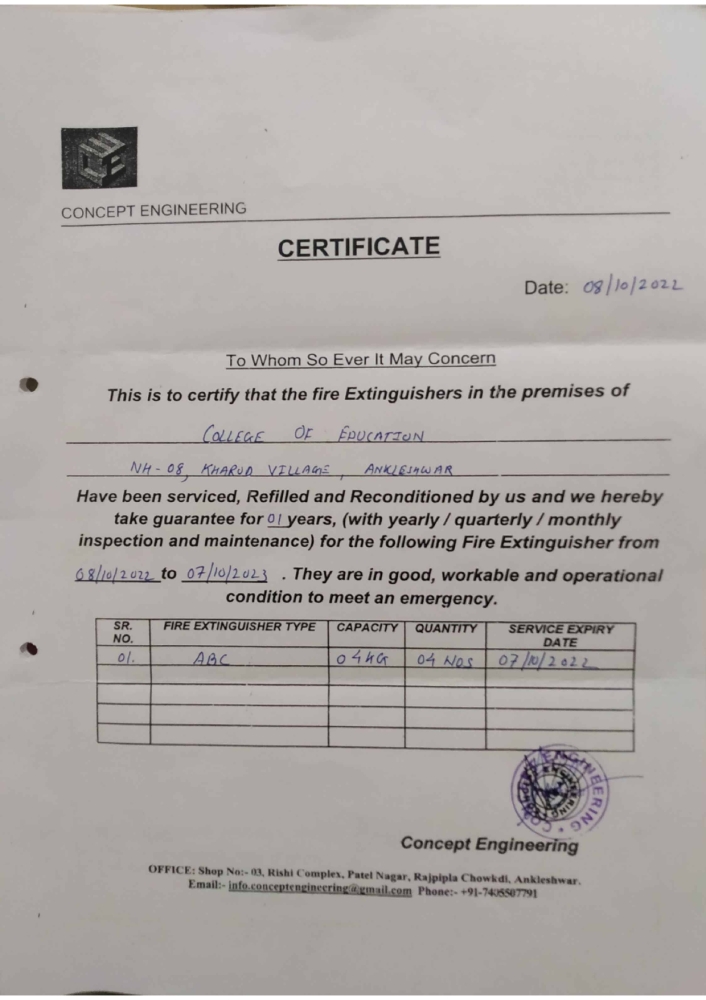 CONCEPT ENGINEERING
CERTIFICATE
Date: 08/10/2022
To Whom So Ever It May Concern
This is to certify that the fire Extinguishers in the premises of
COLLEGE OF EDUCATION
NH-08, KHAROD VILLAGE, ANKLESHWAR
Have been serviced, Refilled and Reconditioned by us and we hereby
take guarantee for 01 years, (with yearly / quarterly / monthly
inspection and maintenance) for the following Fire Extinguisher from
08/10/2022 to 07/10/2023 . They are in good, workable and operational
condition to meet an emergency.
SR. NO. FIRE EXTINGUISHER TYPE CAPACITY QUANTITY SERVICE EXPIRY DATE
01. ABC 04KG 04 NOS 07/10/2022
Concept Engineering
OFFICE: Shop No:- 03, Rishi Complex, Patel Nagar, Rajpipla Chowkdi, Ankleshwar.
Email:- info.conceptengineering@gmail.com Phone:- +91-7405507791